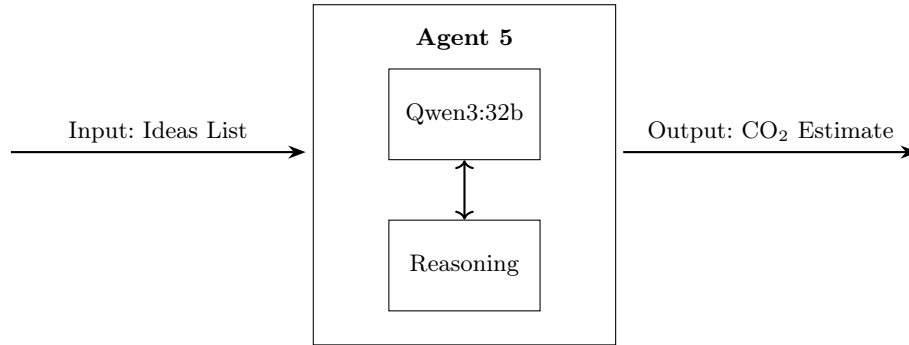 Agent 5
Qwen3:32b
Input: Ideas List
Output: CO₂ Estimate
Reasoning